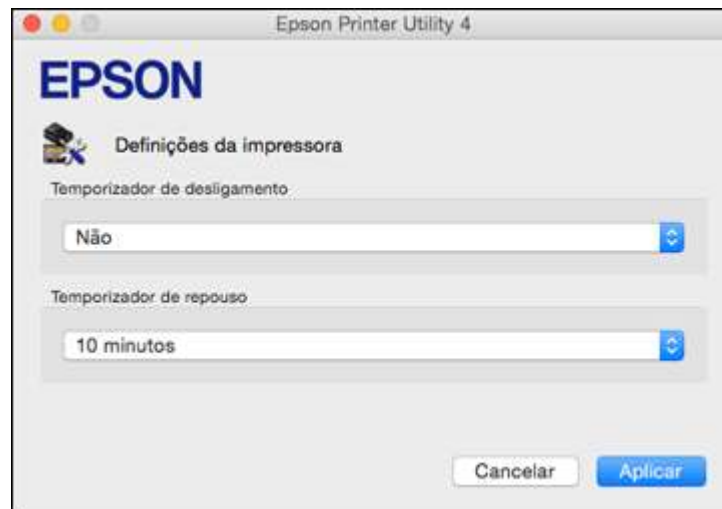 Epson Printer Utility 4
EPSON
Definições da impressora
Temporizador de desligamento
Não
Temporizador de repouso
10 minutos
Cancelar Aplicar